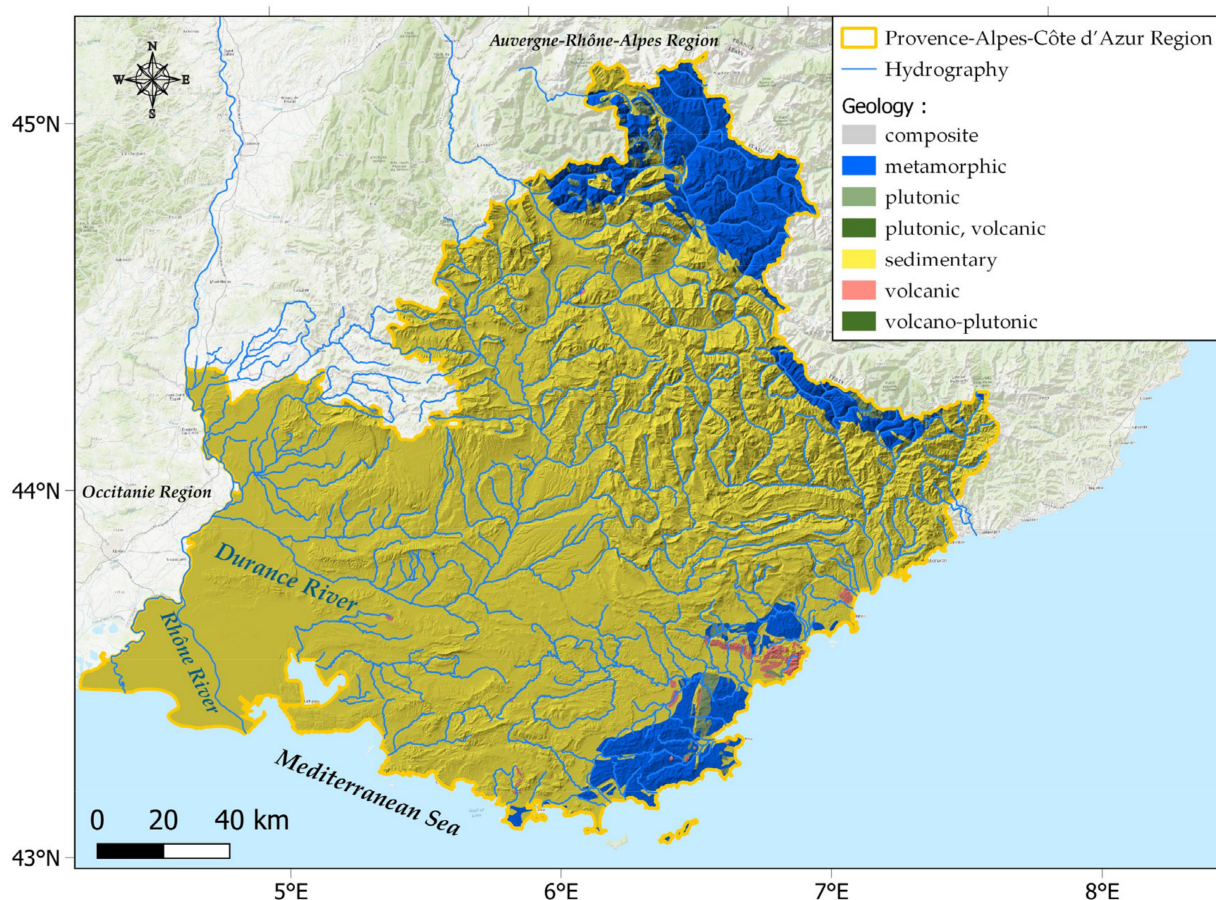 Auvergne-Rhône-Alpes Region
N
W
E
S
Provence-Alpes-Côte d'Azur Region
Hydrography
Geology :
composite
metamorphic
plutonic
plutonic, volcanic
sedimentary
volcanic
volcano-plutonic
45°N
44°N
43°N
Occitanie Region
Durance River
Rhône River
Mediterranean Sea
0 20 40 km
5°E 6°E 7°E 8°E